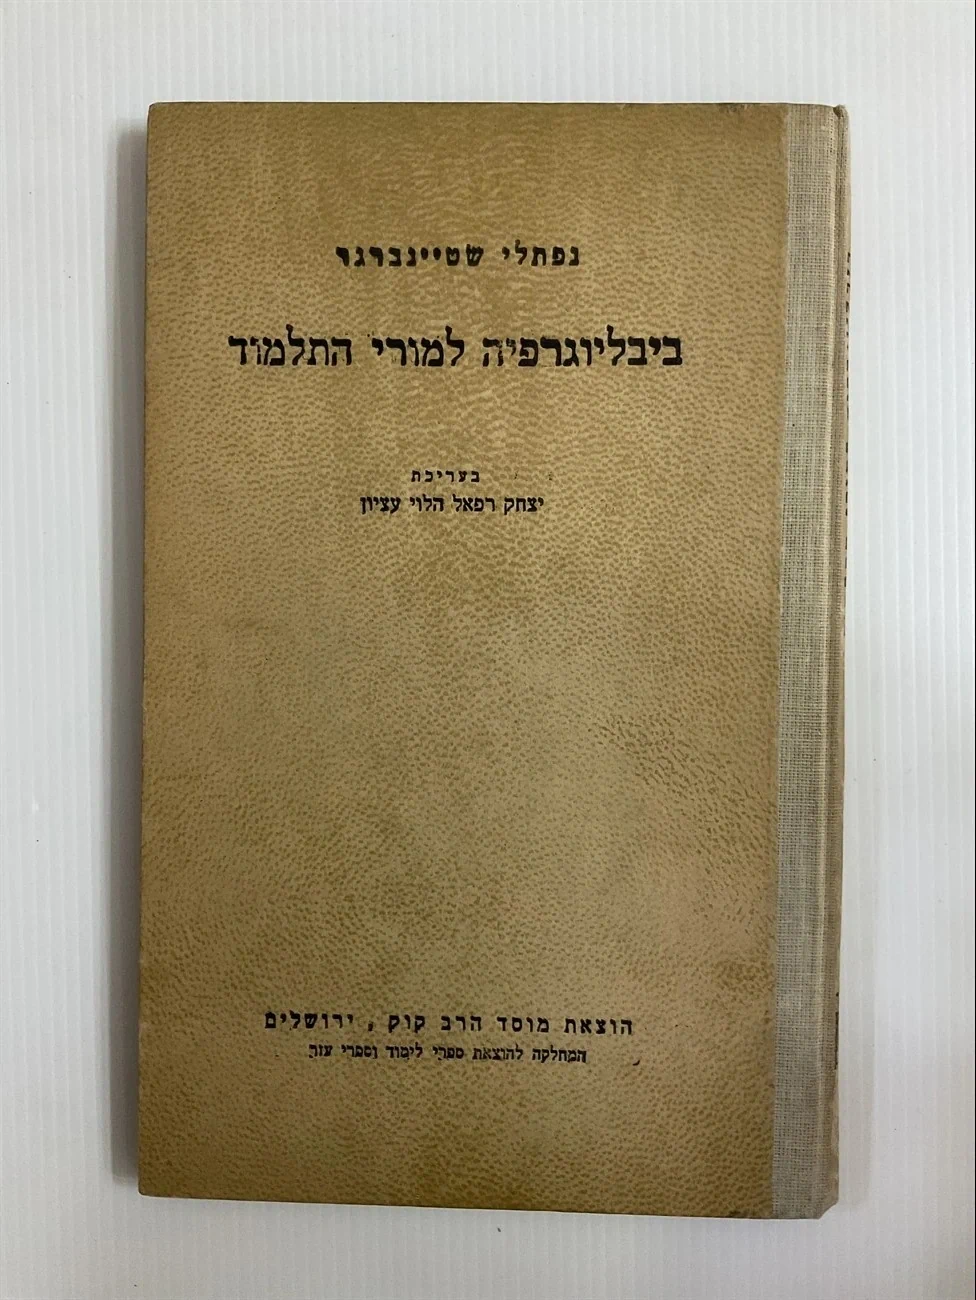 נפתלי שטיינברגר
ביבליוגרפיה למורי התלמוד
בעריכת
יצחק רפאל הלוי עציון
הוצאת מוסד הרב קוק, ירושלים
המחלקה להוצאת ספרי לימוד וספרי עזר